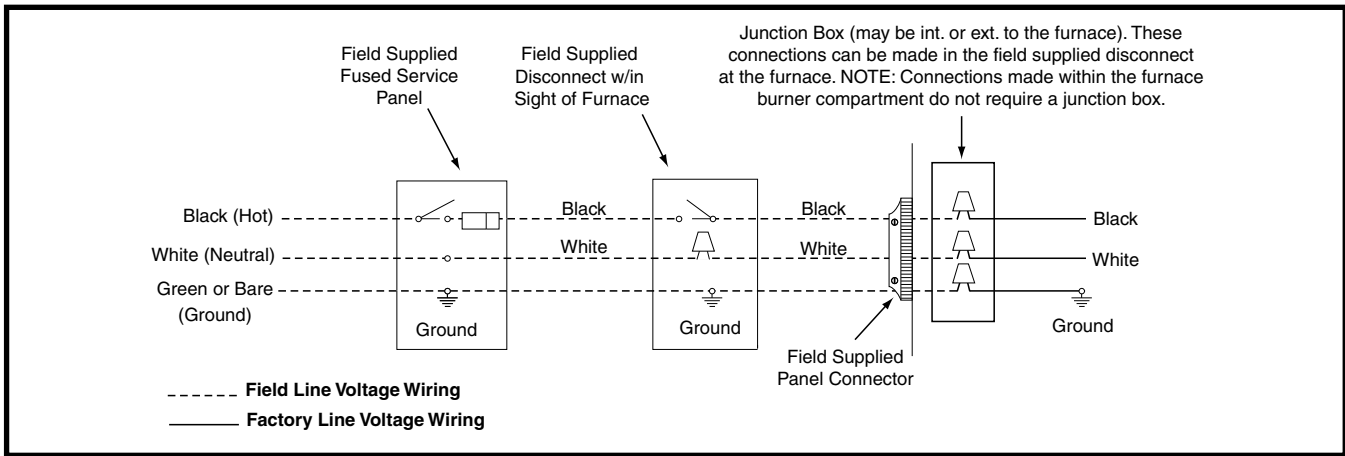 Field Supplied
Fused Service
Panel
Field Supplied
Disconnect w/in
Sight of Furnace
Junction Box (may be int. or ext. to the furnace). These
connections can be made in the field supplied disconnect
at the furnace. NOTE: Connections made within the furnace
burner compartment do not require a junction box.
Black (Hot)
Black
Black
Black
White (Neutral)
White
White
White
Green or Bare
(Ground)
Ground
Ground
Ground
Field Supplied
Panel Connector
Field Line Voltage Wiring
Factory Line Voltage Wiring